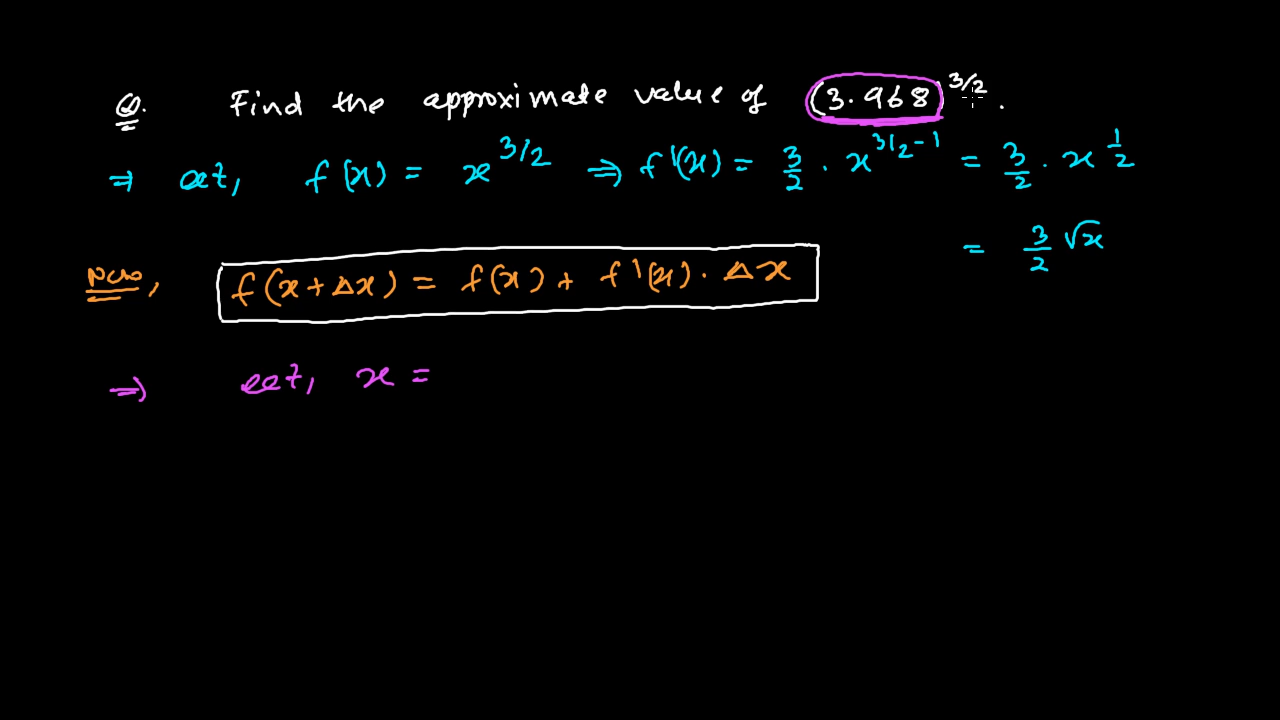 Q. Find the approximate value of (3.968)^3/2 .
⇒ Let, f(x) = x^3/2 ⇒ f'(x) = 3/2 . x^3/2-1 = 3/2 . x^1/2
= 3/2 √x
Now, f(x+Δx) = f(x) + f'(x) . Δx
⇒ Let, x =